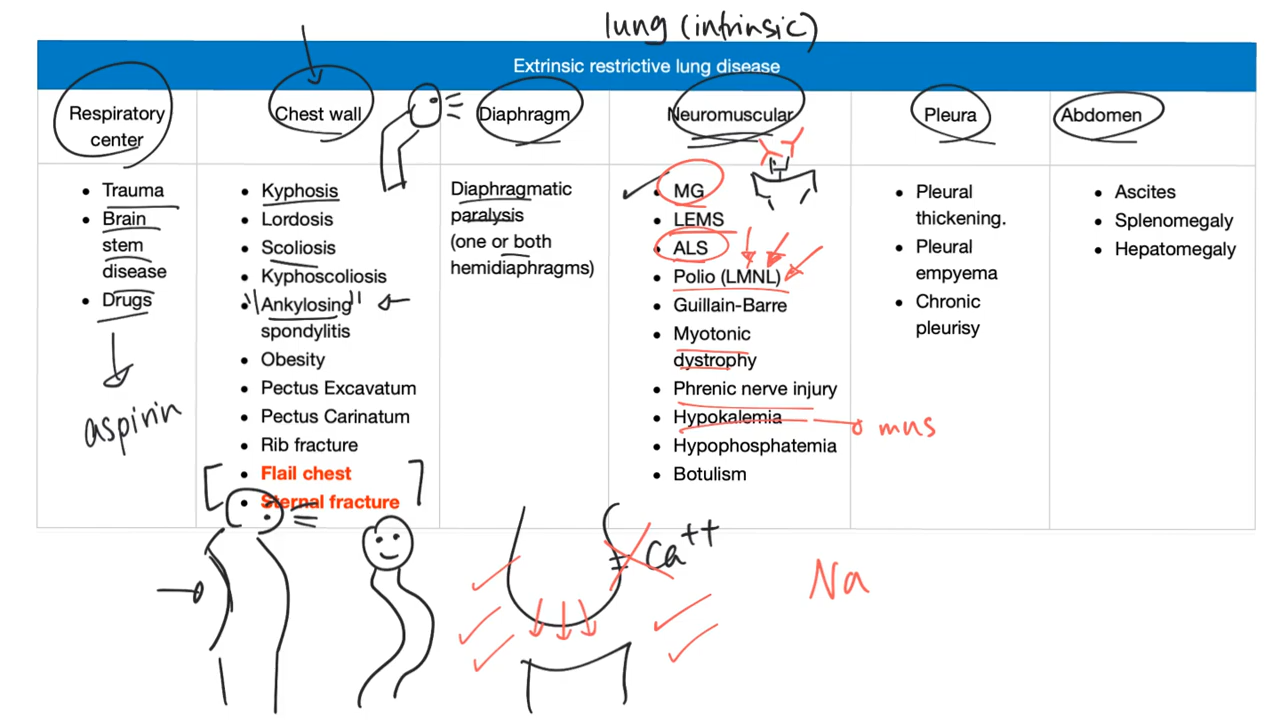 lung (intrinsic)
Extrinsic restrictive lung disease
Respiratory
center
Chest wall
Diaphragm
Neuromuscular
Pleura
Abdomen
• Trauma
• Brain
stem
disease
• Drugs
aspirin
• Kyphosis
• Lordosis
• Scoliosis
• Kyphoscoliosis
• "Ankylosing"
spondylitis
• Obesity
• Pectus Excavatum
• Pectus Carinatum
• Rib fracture
• Flail chest
• Sternal fracture
Diaphragmatic
paralysis
(one or both
hemidiaphragms)
• MG
• LEMS
• ALS
• Polio (LMNL)
• Guillain-Barre
• Myotonic
dystrophy
• Phrenic nerve injury
• Hypokalemia
mus
• Hypophosphatemia
• Botulism
• Pleural
thickening.
• Pleural
empyema
• Chronic
pleurisy
• Ascites
• Splenomegaly
• Hepatomegaly
Ca++
Na